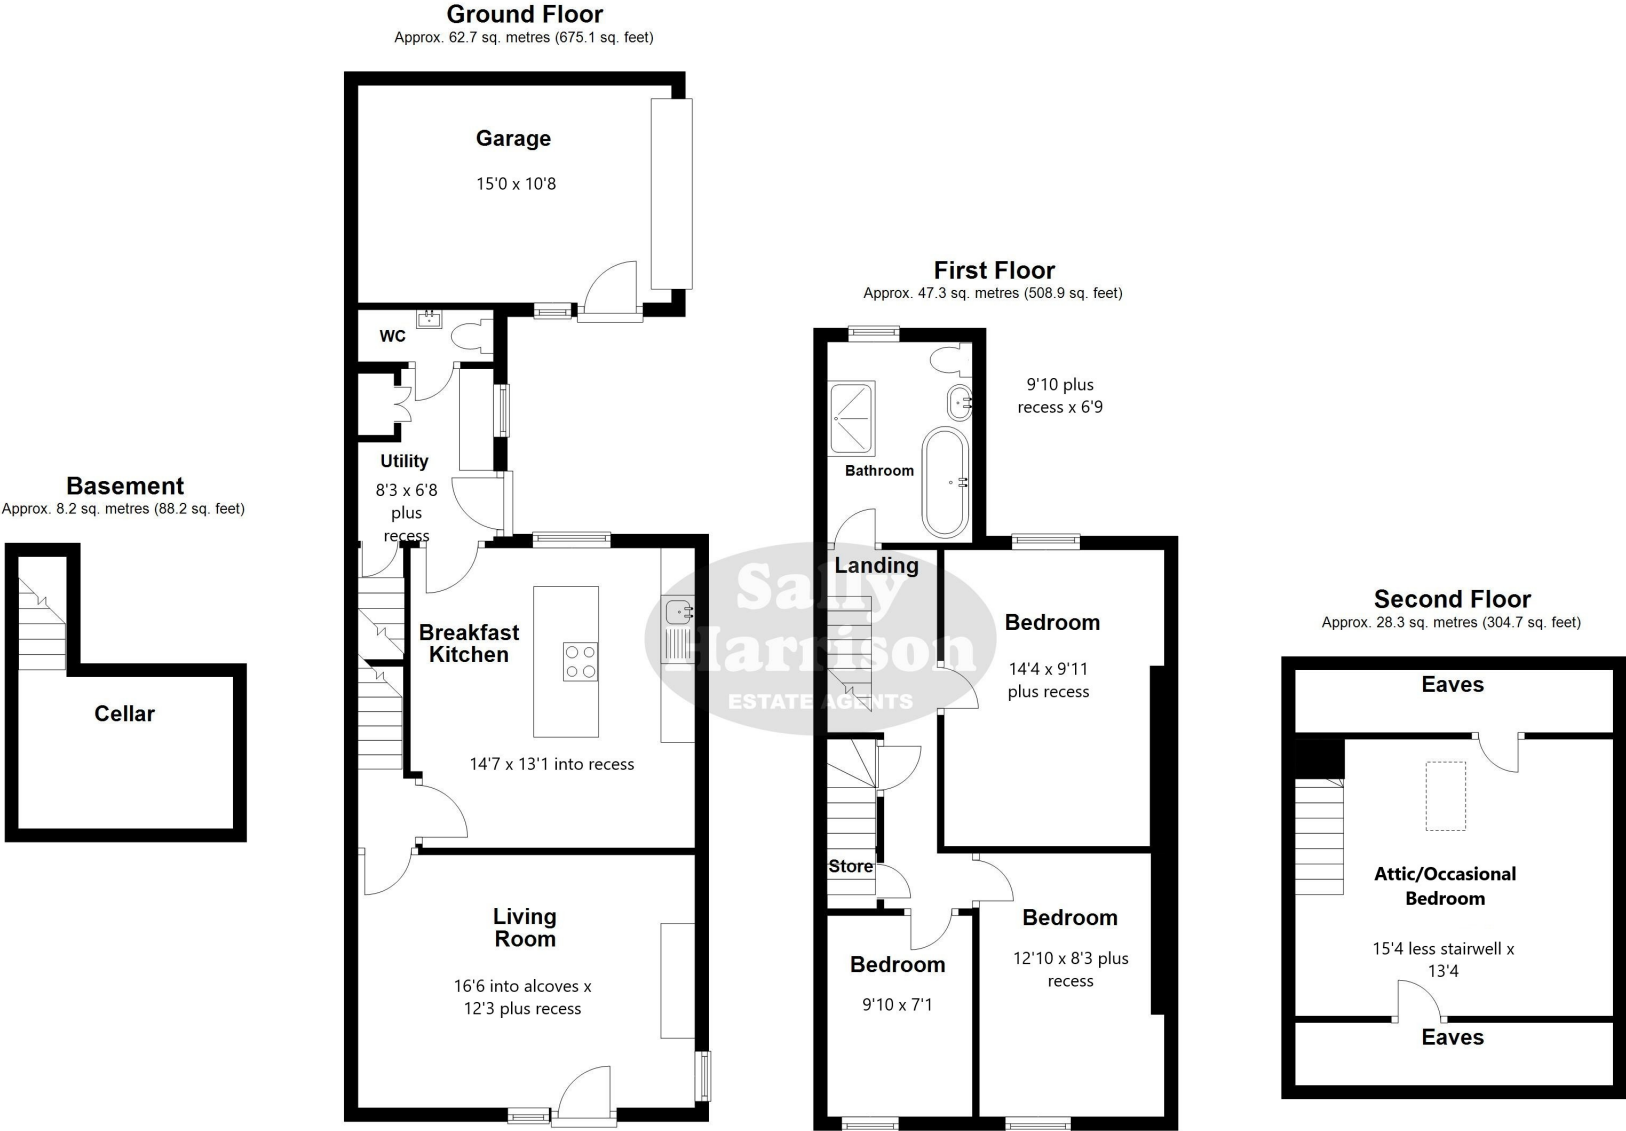 Ground Floor
Approx. 62.7 sq. metres (675.1 sq. feet)
Garage
15'0 x 10'8
WC
Utility
8'3 x 6'8
plus
recess
Breakfast
Kitchen
14'7 x 13'1 into recess
Living
Room
16'6 into alcoves x
12'3 plus recess
Basement
Approx. 8.2 sq. metres (88.2 sq. feet)
Cellar
First Floor
Approx. 47.3 sq. metres (508.9 sq. feet)
9'10 plus
recess x 6'9
Bathroom
Landing
Bedroom
14'4 x 9'11
plus recess
Store
Bedroom
12'10 x 8'3 plus
recess
Bedroom
9'10 x 7'1
Sally
Harrison
ESTATE AGENTS
Second Floor
Approx. 28.3 sq. metres (304.7 sq. feet)
Eaves
Attic/Occasional
Bedroom
15'4 less stairwell x
13'4
Eaves